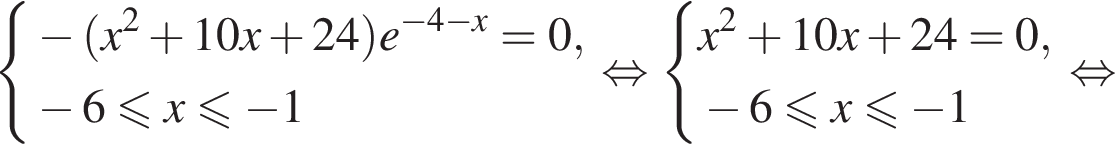 { −(x² + 10x + 24)e^{−4−x} = 0, ⇔ { x² + 10x + 24 = 0, ⇔
−6 ⩽ x ⩽ −1 −6 ⩽ x ⩽ −1